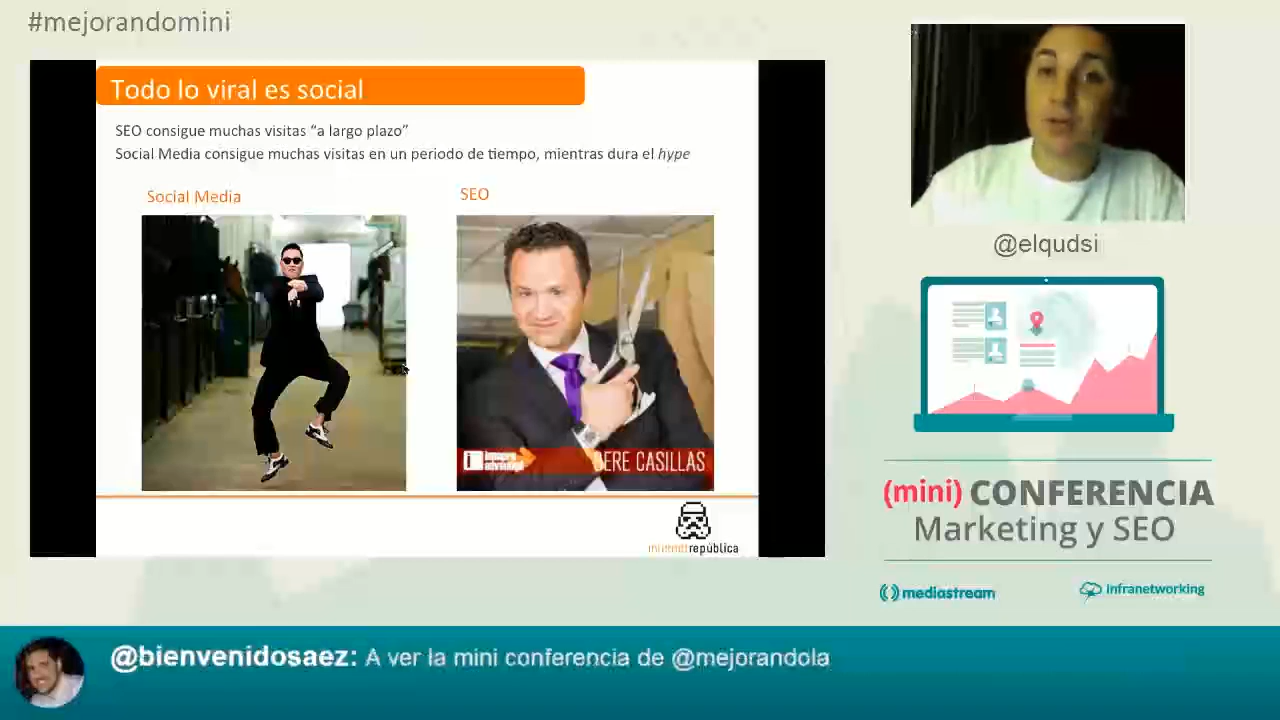 #mejorandomini
Todo lo viral es social
SEO consigue muchas visitas “a largo plazo”
Social Media consigue muchas visitas en un periodo de tiempo, mientras dura el hype
Social Media
SEO
CASILLAS
república
@elqudsi
(mini) CONFERENCIA
Marketing y SEO
mediastream
infranetworking
@bienvenidosaez: A ver la mini conferencia de @mejorandola